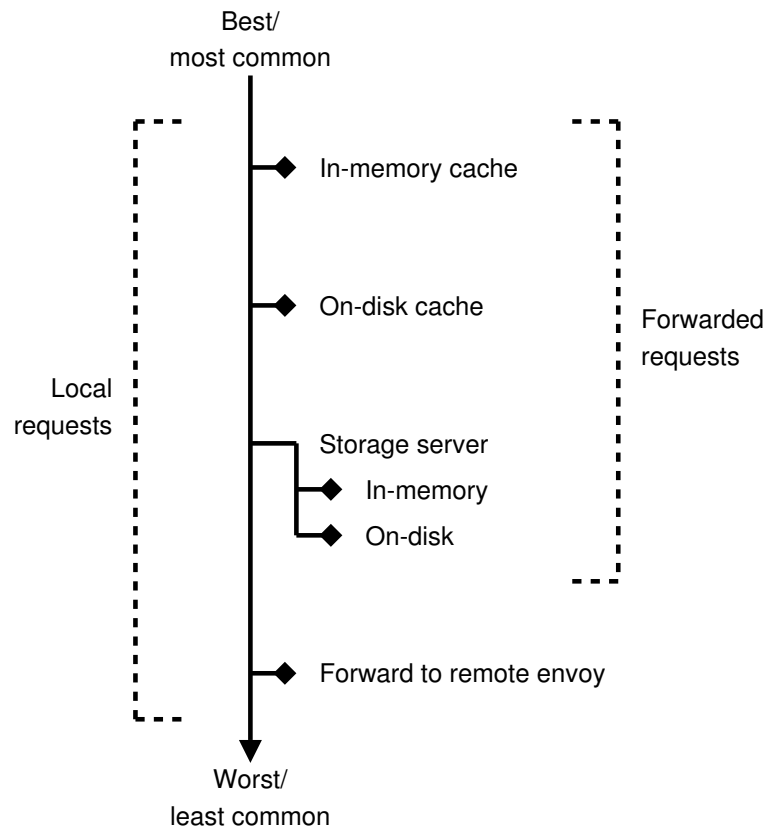 Best/
most common
In-memory cache
On-disk cache
Forwarded
requests
Local
requests
Storage server
In-memory
On-disk
Forward to remote envoy
Worst/
least common